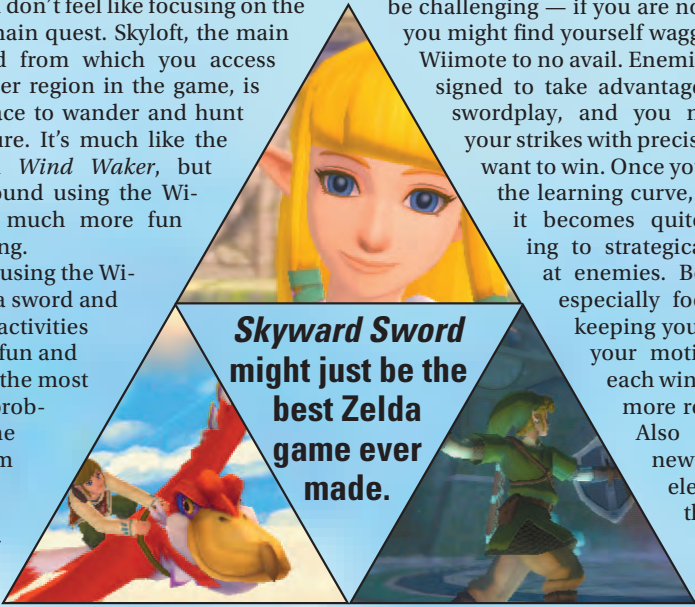 don't feel like focusing on the
main quest. Skyloft, the main
d from which you access
er region in the game, is
nce to wander and hunt
ure. It's much like the
Wind Waker, but
ound using the Wi-
much more fun
ng.
using the Wi-
a sword and
activities
fun and
the most
prob-
ne
m
Skyward Sword
might just be the
best Zelda
game ever
made.
be challenging — if you are no
you might find yourself wagg
Wiimote to no avail. Enemi
signed to take advantage
swordplay, and you n
your strikes with precis
want to win. Once you
the learning curve,
it becomes quite
ing to strategica
at enemies. B
especially foc
keeping you
your moti
each win
more re
Also
new
ele
th